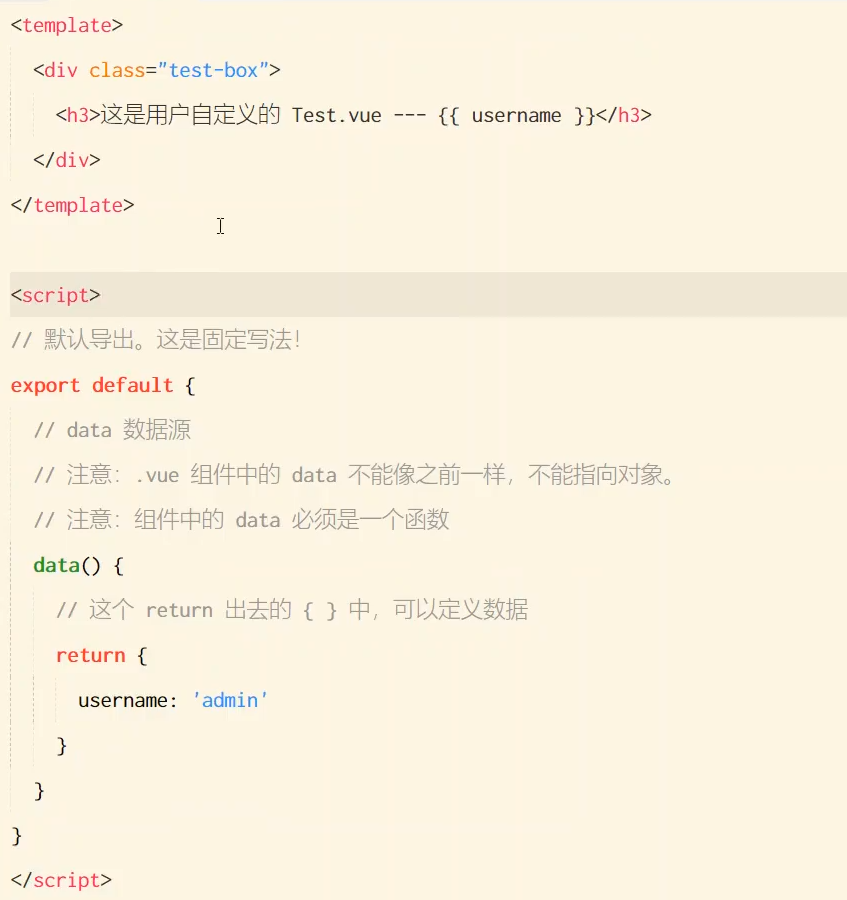 <template>
<div class="test-box">
<h3>这是用户自定义的 Test.vue --- {{ username }}</h3>
</div>
</template>
<script>
// 默认导出。这是固定写法!
export default {
// data 数据源
// 注意: .vue 组件中的 data 不能像之前一样,不能指向对象。
// 注意: 组件中的 data 必须是一个函数
data() {
// 这个 return 出去的 { } 中,可以定义数据
return {
username: 'admin'
}
}
}
</script>